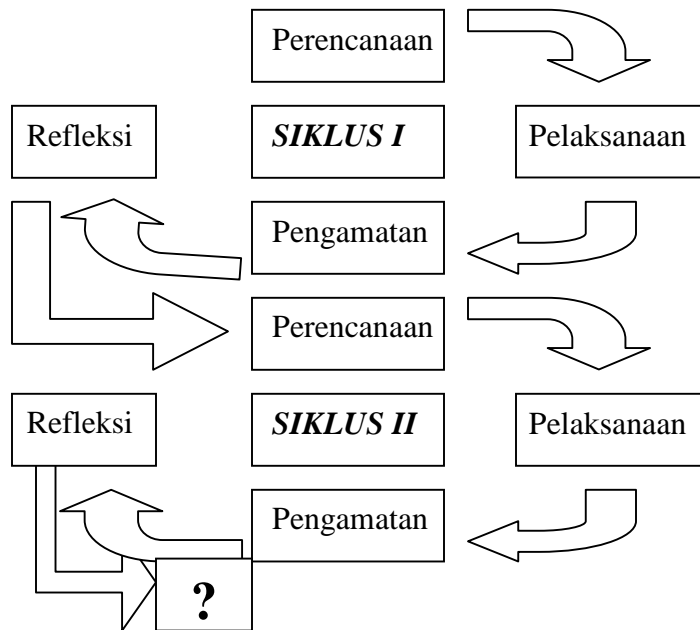 Perencanaan
Refleksi
SIKLUS I
Pelaksanaan
Pengamatan
Perencanaan
Refleksi
SIKLUS II
Pelaksanaan
Pengamatan
?